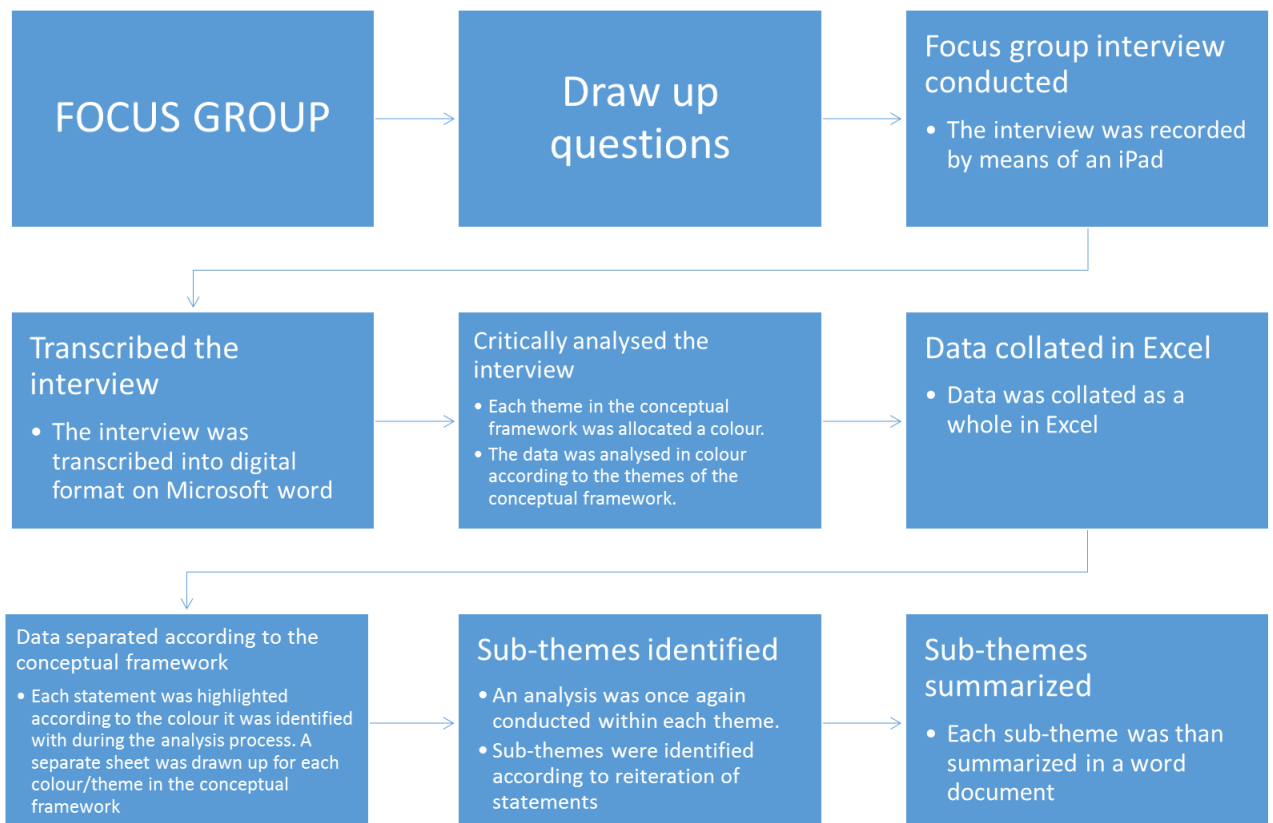 FOCUS GROUP
Draw up
questions
Focus group interview
conducted
• The interview was recorded
by means of an iPad
Transcribed the
interview
• The interview was
transcribed into digital
format on Microsoft word
Critically analysed the
interview
• Each theme in the conceptual
framework was allocated a colour.
• The data was analysed in colour
according to the themes of the
conceptual framework.
Data collated in Excel
• Data was collated as a
whole in Excel
Data separated according to the
conceptual framework
• Each statement was highlighted
according to the colour it was identified
with during the analysis process. A
separate sheet was drawn up for each
colour/theme in the conceptual
framework
Sub-themes identified
• An analysis was once again
conducted within each theme.
• Sub-themes were identified
according to reiteration of
statements
Sub-themes
summarized
• Each sub-theme was than
summarized in a word
document